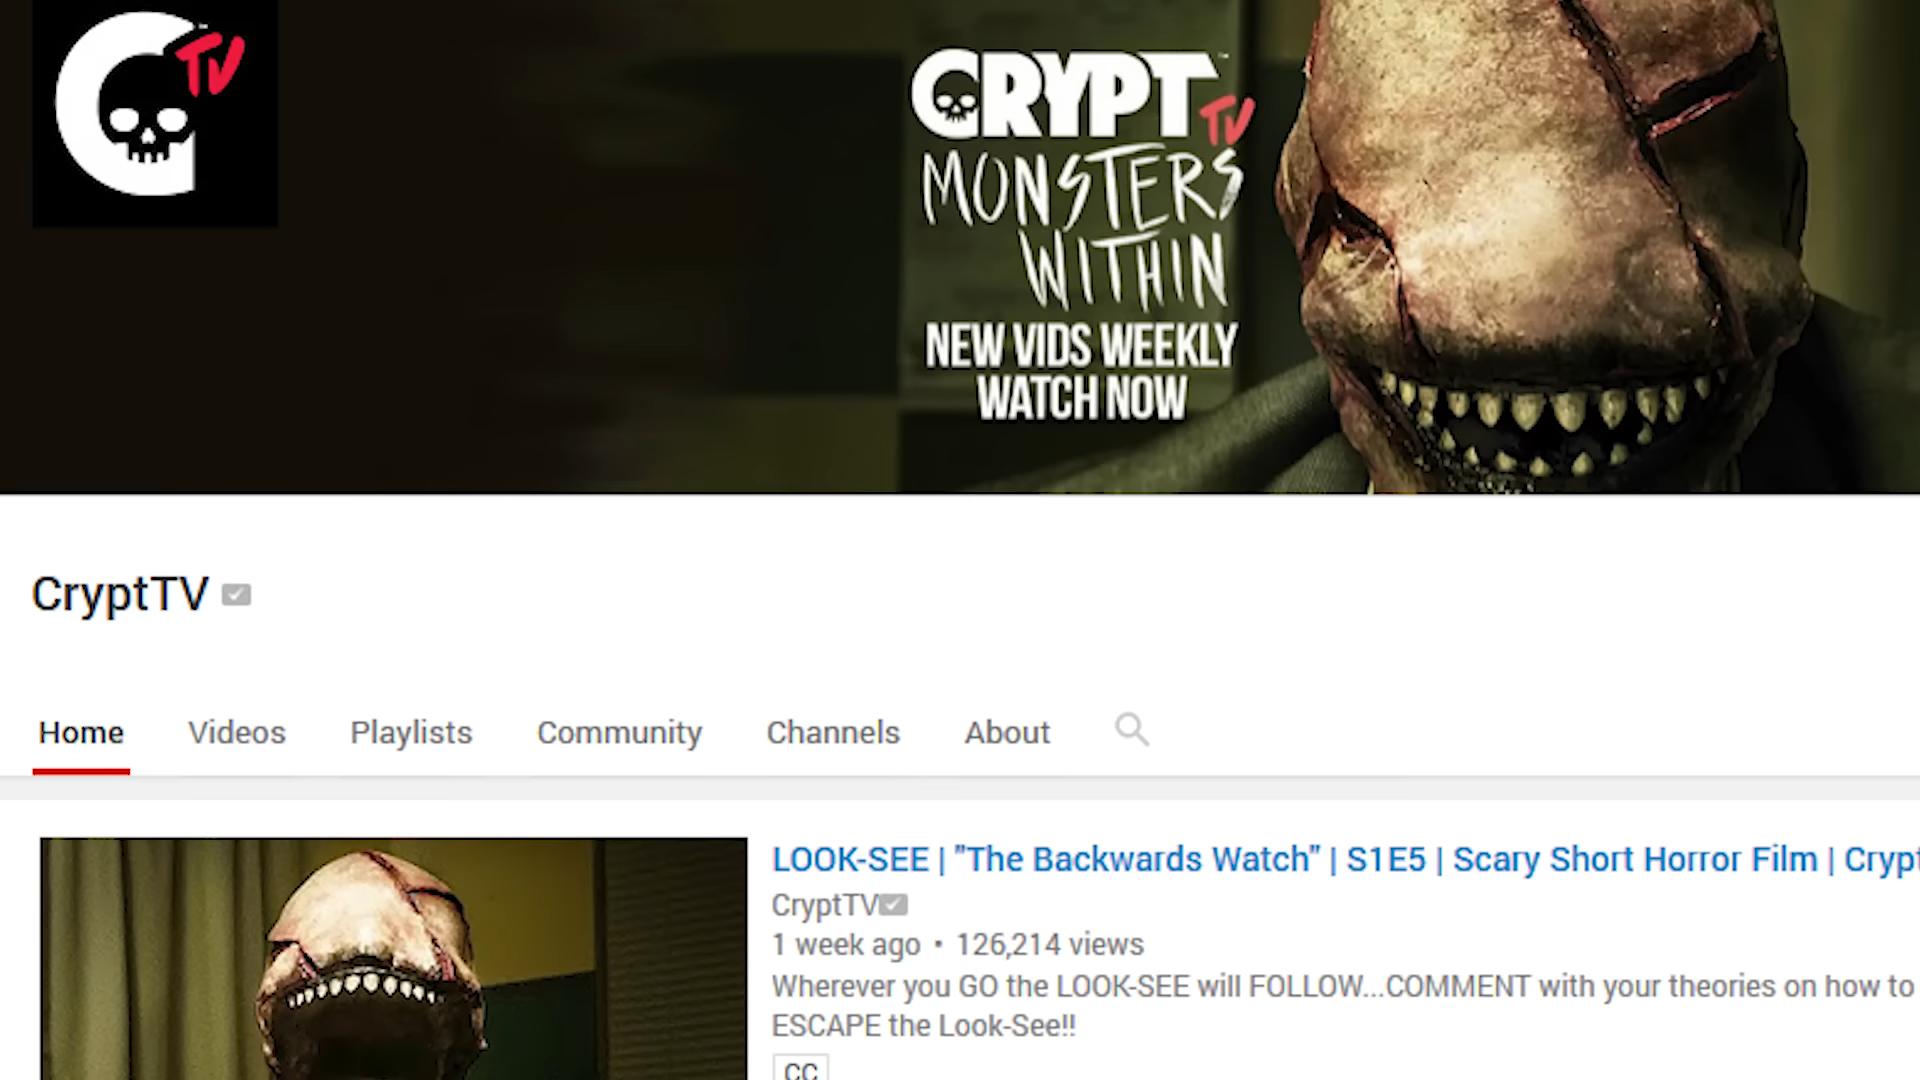 TV
CRYPT TV
MONSTERS
WITHIN
NEW VIDS WEEKLY
WATCH NOW
CryptTV
Home Videos Playlists Community Channels About
LOOK-SEE | "The Backwards Watch" | S1E5 | Scary Short Horror Film | Crypt
CryptTV
1 week ago • 126,214 views
Wherever you GO the LOOK-SEE will FOLLOW...COMMENT with your theories on how to
ESCAPE the Look-See!!
CC